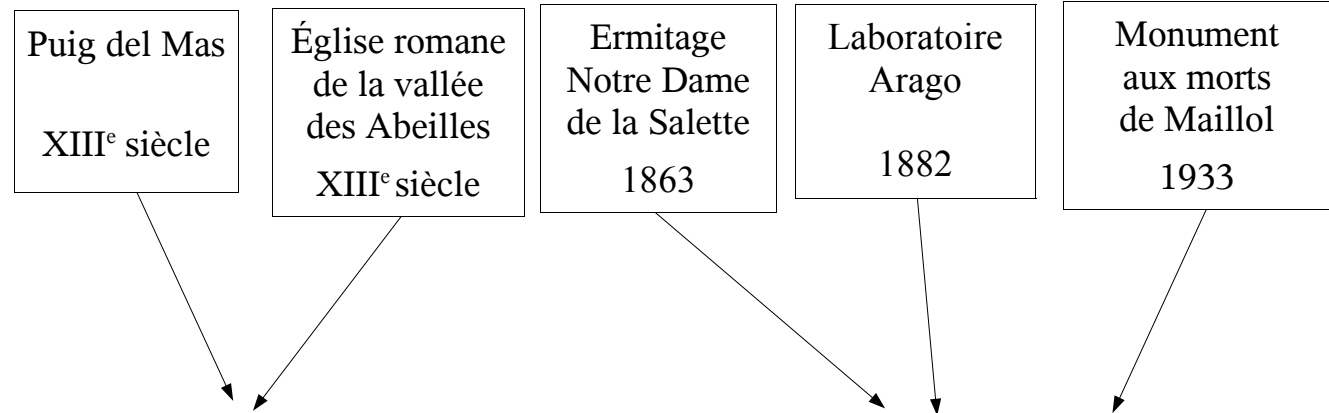 Puig del Mas
XIIIe siècle
Église romane
de la vallée
des Abeilles
XIIIe siècle
Ermitage
Notre Dame
de la Salette
1863
Laboratoire
Arago
1882
Monument
aux morts
de Maillol
1933